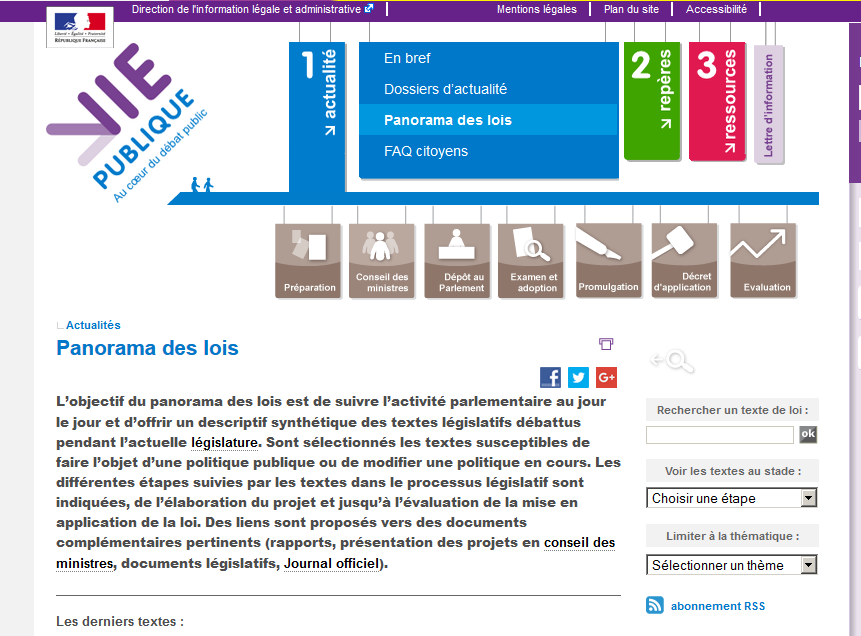 Direction de l'information légale et administrative
Mentions légales
Plan du site
Accessibilité
Liberté • Égalité • Fraternité
RÉPUBLIQUE FRANÇAISE
VIE
PUBLIQUE
Au cœur du débat public
1 actualité
En bref
Dossiers d'actualité
Panorama des lois
FAQ citoyens
2 repères
3 ressources
Lettre d'information
Préparation
Conseil des
ministres
Dépôt au
Parlement
Examen et
adoption
Promulgation
Décret
d'application
Evaluation
Actualités
Panorama des lois
f
G+
L'objectif du panorama des lois est de suivre l'activité parlementaire au jour
le jour et d'offrir un descriptif synthétique des textes législatifs débattus
pendant l'actuelle législature. Sont sélectionnés les textes susceptibles de
faire l'objet d'une politique publique ou de modifier une politique en cours. Les
différentes étapes suivies par les textes dans le processus législatif sont
indiquées, de l'élaboration du projet et jusqu'à l'évaluation de la mise en
application de la loi. Des liens sont proposés vers des documents
complémentaires pertinents (rapports, présentation des projets en conseil des
ministres, documents législatifs, Journal officiel).
Les derniers textes :
Rechercher un texte de loi :
ok
Voir les textes au stade :
Choisir une étape
Limiter à la thématique :
Sélectionner un thème
abonnement RSS